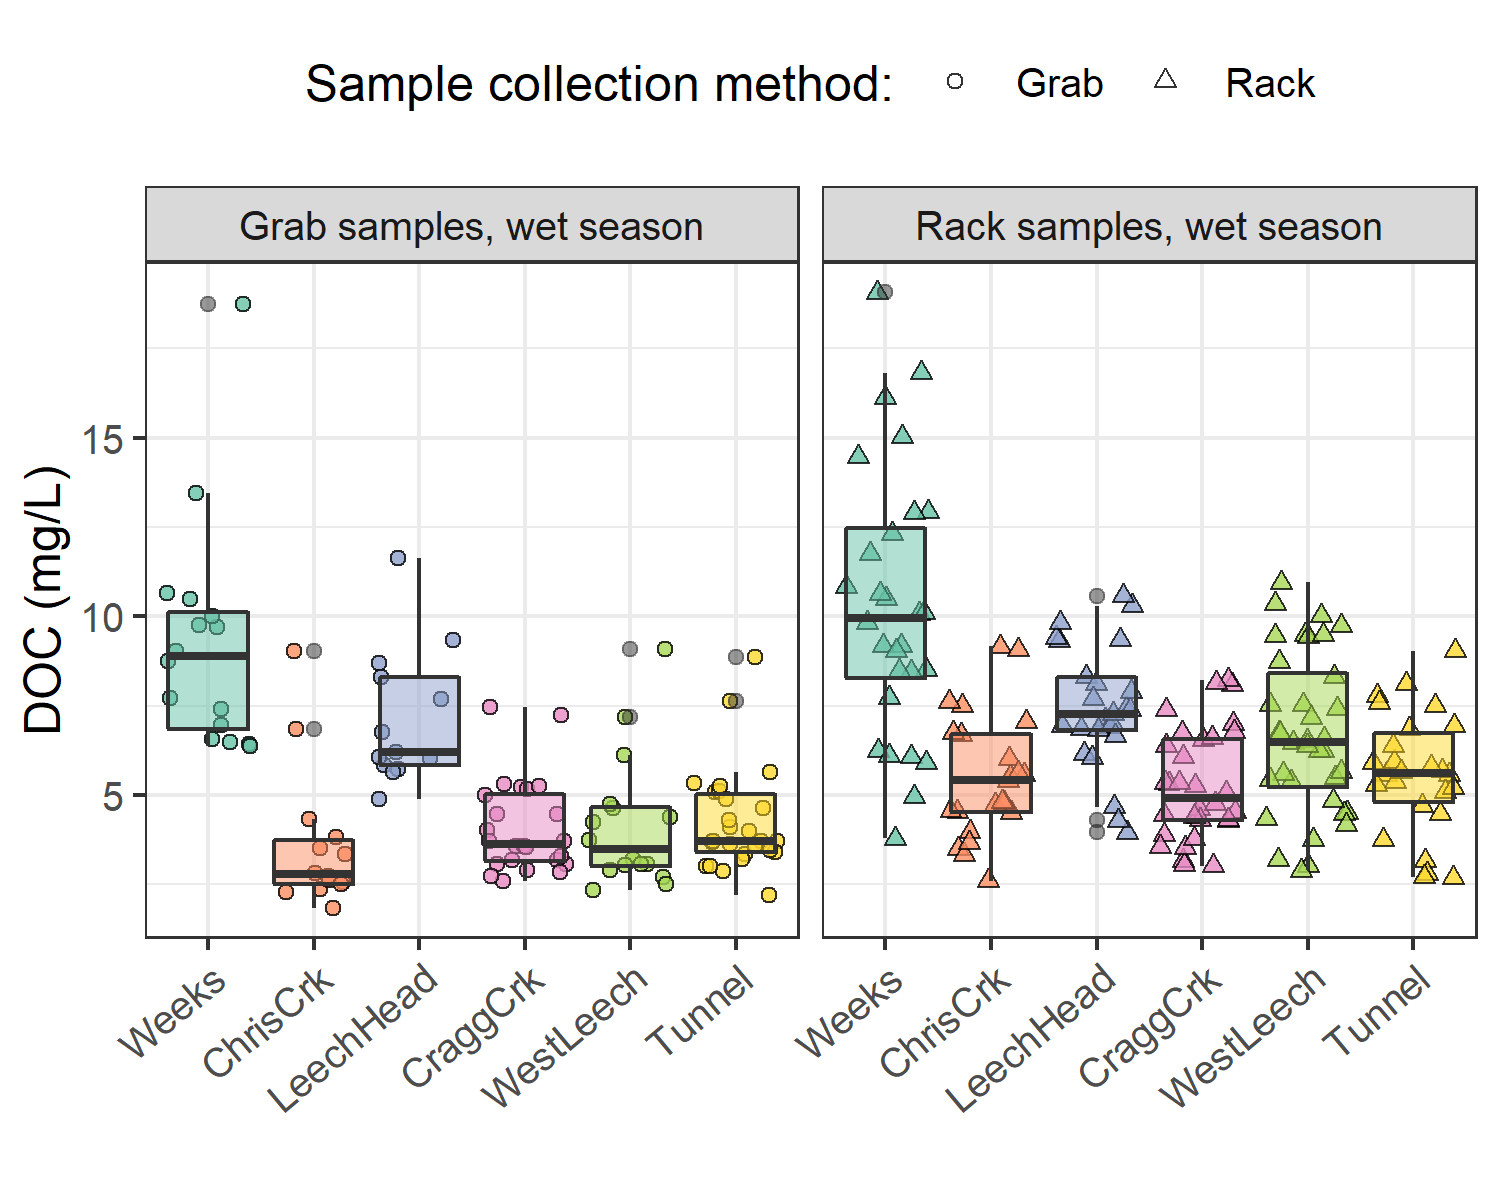 Sample collection method: Grab Rack
Grab samples, wet season
Rack samples, wet season
DOC (mg/L)
15
10
5
Weeks
ChrisCrk
LeechHead
CraggCrk
WestLeech
Tunnel
Weeks
ChrisCrk
LeechHead
CraggCrk
WestLeech
Tunnel